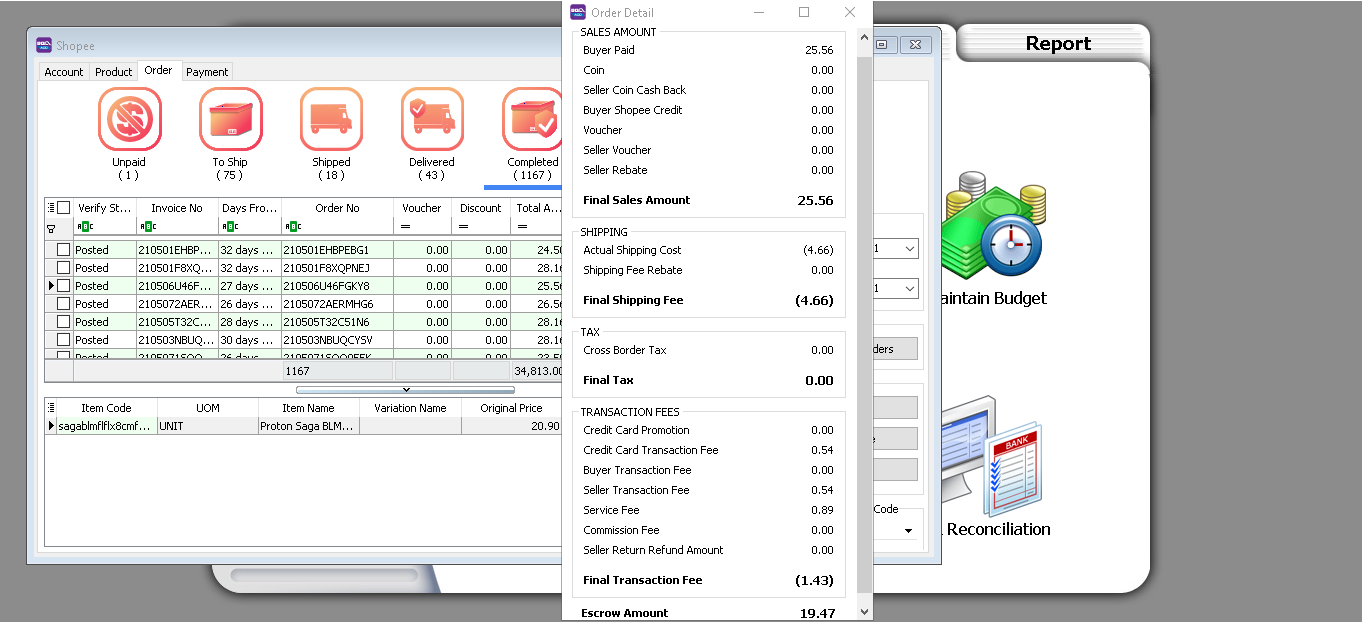 Shopee
Account Product Order Payment
Unpaid
( 1 )
To Ship
( 75 )
Shipped
( 18 )
Delivered
( 43 )
Completed
( 1167 )
Verify St... Invoice No Days Fro... Order No Voucher Discount Total A...
ABC ABC ABC ABC = = =
Posted 210501EHBP... 32 days ... 210501EHBPEBG1 0.00 0.00 24.50
Posted 210501F8XQ... 32 days ... 210501F8XQPNEJ 0.00 0.00 28.16
Posted 210506U46F... 27 days ... 210506U46FGKY8 0.00 0.00 25.56
Posted 2105072AER... 26 days ... 2105072AERMHG6 0.00 0.00 26.56
Posted 210505T32C... 28 days ... 210505T32C51N6 0.00 0.00 28.16
Posted 210503NBUQ... 30 days ... 210503NBUQCYSV 0.00 0.00 28.16
Posted 26 days ... 0.00 0.00
1167 34,813.00
Item Code UOM Item Name Variation Name Original Price
sagablmflflx8cmf... UNIT Proton Saga BLM... 20.90
Order Detail
SALES AMOUNT
Buyer Paid 25.56
Coin 0.00
Seller Coin Cash Back 0.00
Buyer Shopee Credit 0.00
Voucher 0.00
Seller Voucher 0.00
Seller Rebate 0.00
Final Sales Amount 25.56
SHIPPING
Actual Shipping Cost (4.66)
Shipping Fee Rebate 0.00
Final Shipping Fee (4.66)
TAX
Cross Border Tax 0.00
Final Tax 0.00
TRANSACTION FEES
Credit Card Promotion 0.00
Credit Card Transaction Fee 0.54
Buyer Transaction Fee 0.00
Seller Transaction Fee 0.54
Service Fee 0.89
Commission Fee 0.00
Seller Return Refund Amount 0.00
Final Transaction Fee (1.43)
Escrow Amount 19.47
1
1
ders
e
Code
Report
aintain Budget
BANK
Reconciliation